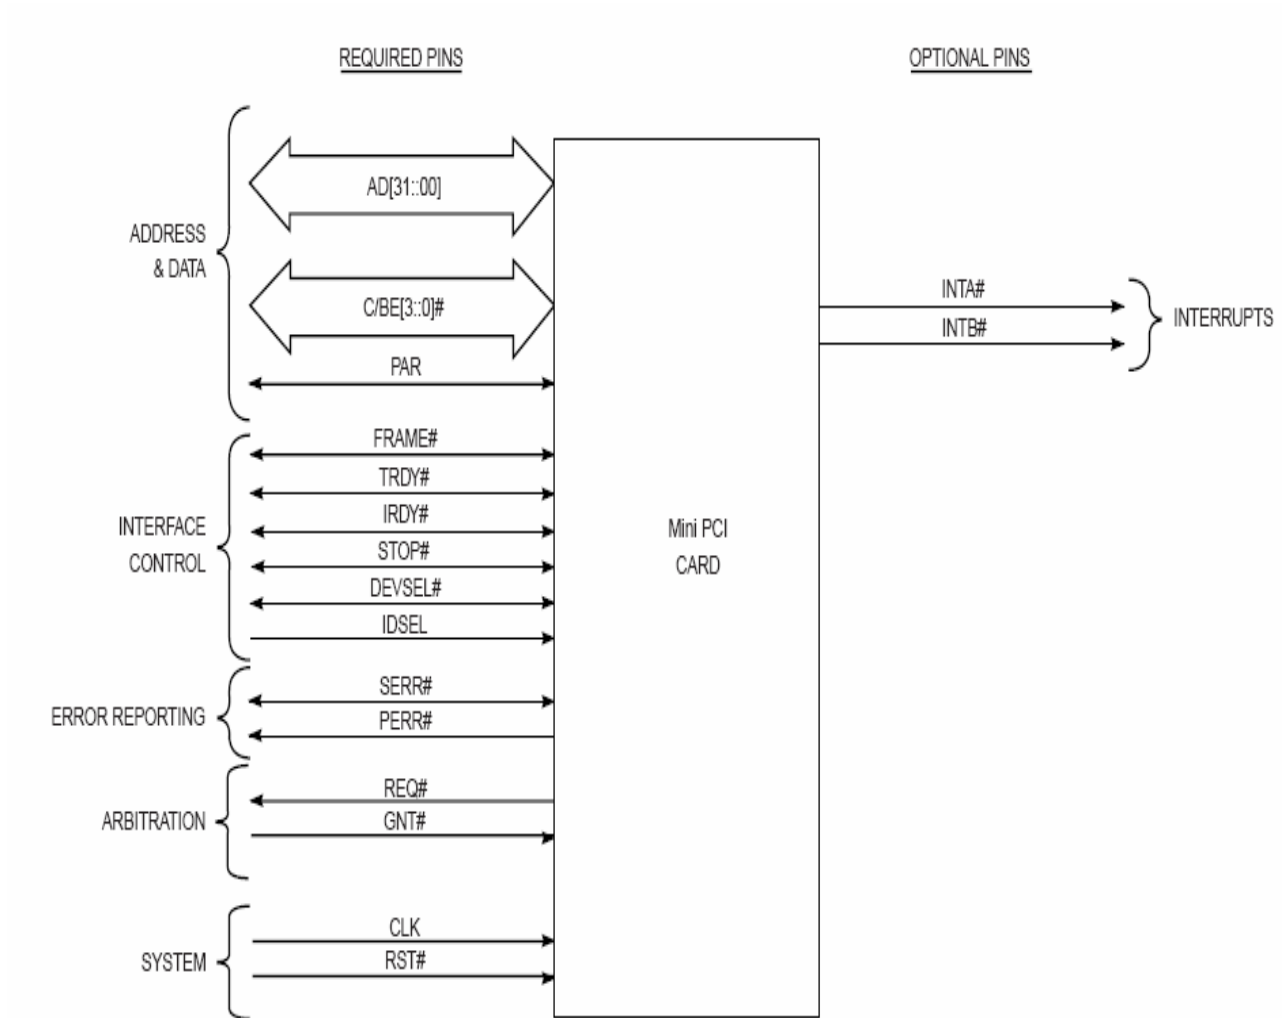 REQUIRED PINS
OPTIONAL PINS
ADDRESS
& DATA
AD[31::00]
C/BE[3::0]#
PAR
INTERFACE
CONTROL
FRAME#
TRDY#
IRDY#
STOP#
DEVSEL#
IDSEL
ERROR REPORTING
SERR#
PERR#
ARBITRATION
REQ#
GNT#
SYSTEM
CLK
RST#
Mini PCI
CARD
INTA#
INTB#
INTERRUPTS